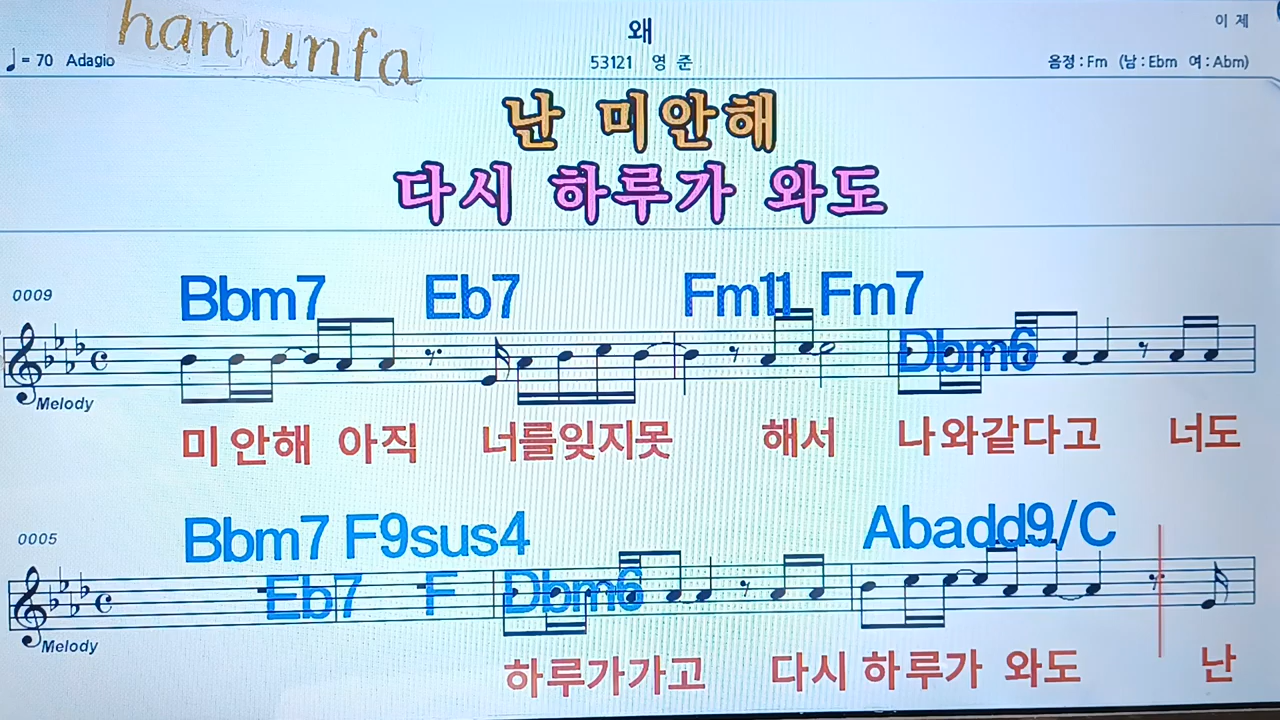 han unfa
왜
이 제
♩= 70 Adagio
53121 영 준
음정 : Fm (남 : Ebm 여 : Abm)
난 미안해
다시 하루가 와도
0009
Bbm7 Eb7 Fm11 Fm7
Dbm6
Melody
미 안해 아직 너를잊지못 해서 나와같다고 너도
0005
Bbm7 F9sus4 Abadd9/C
Eb7 F Dbm6
Melody
하루가가고 다시 하루가 와도 난